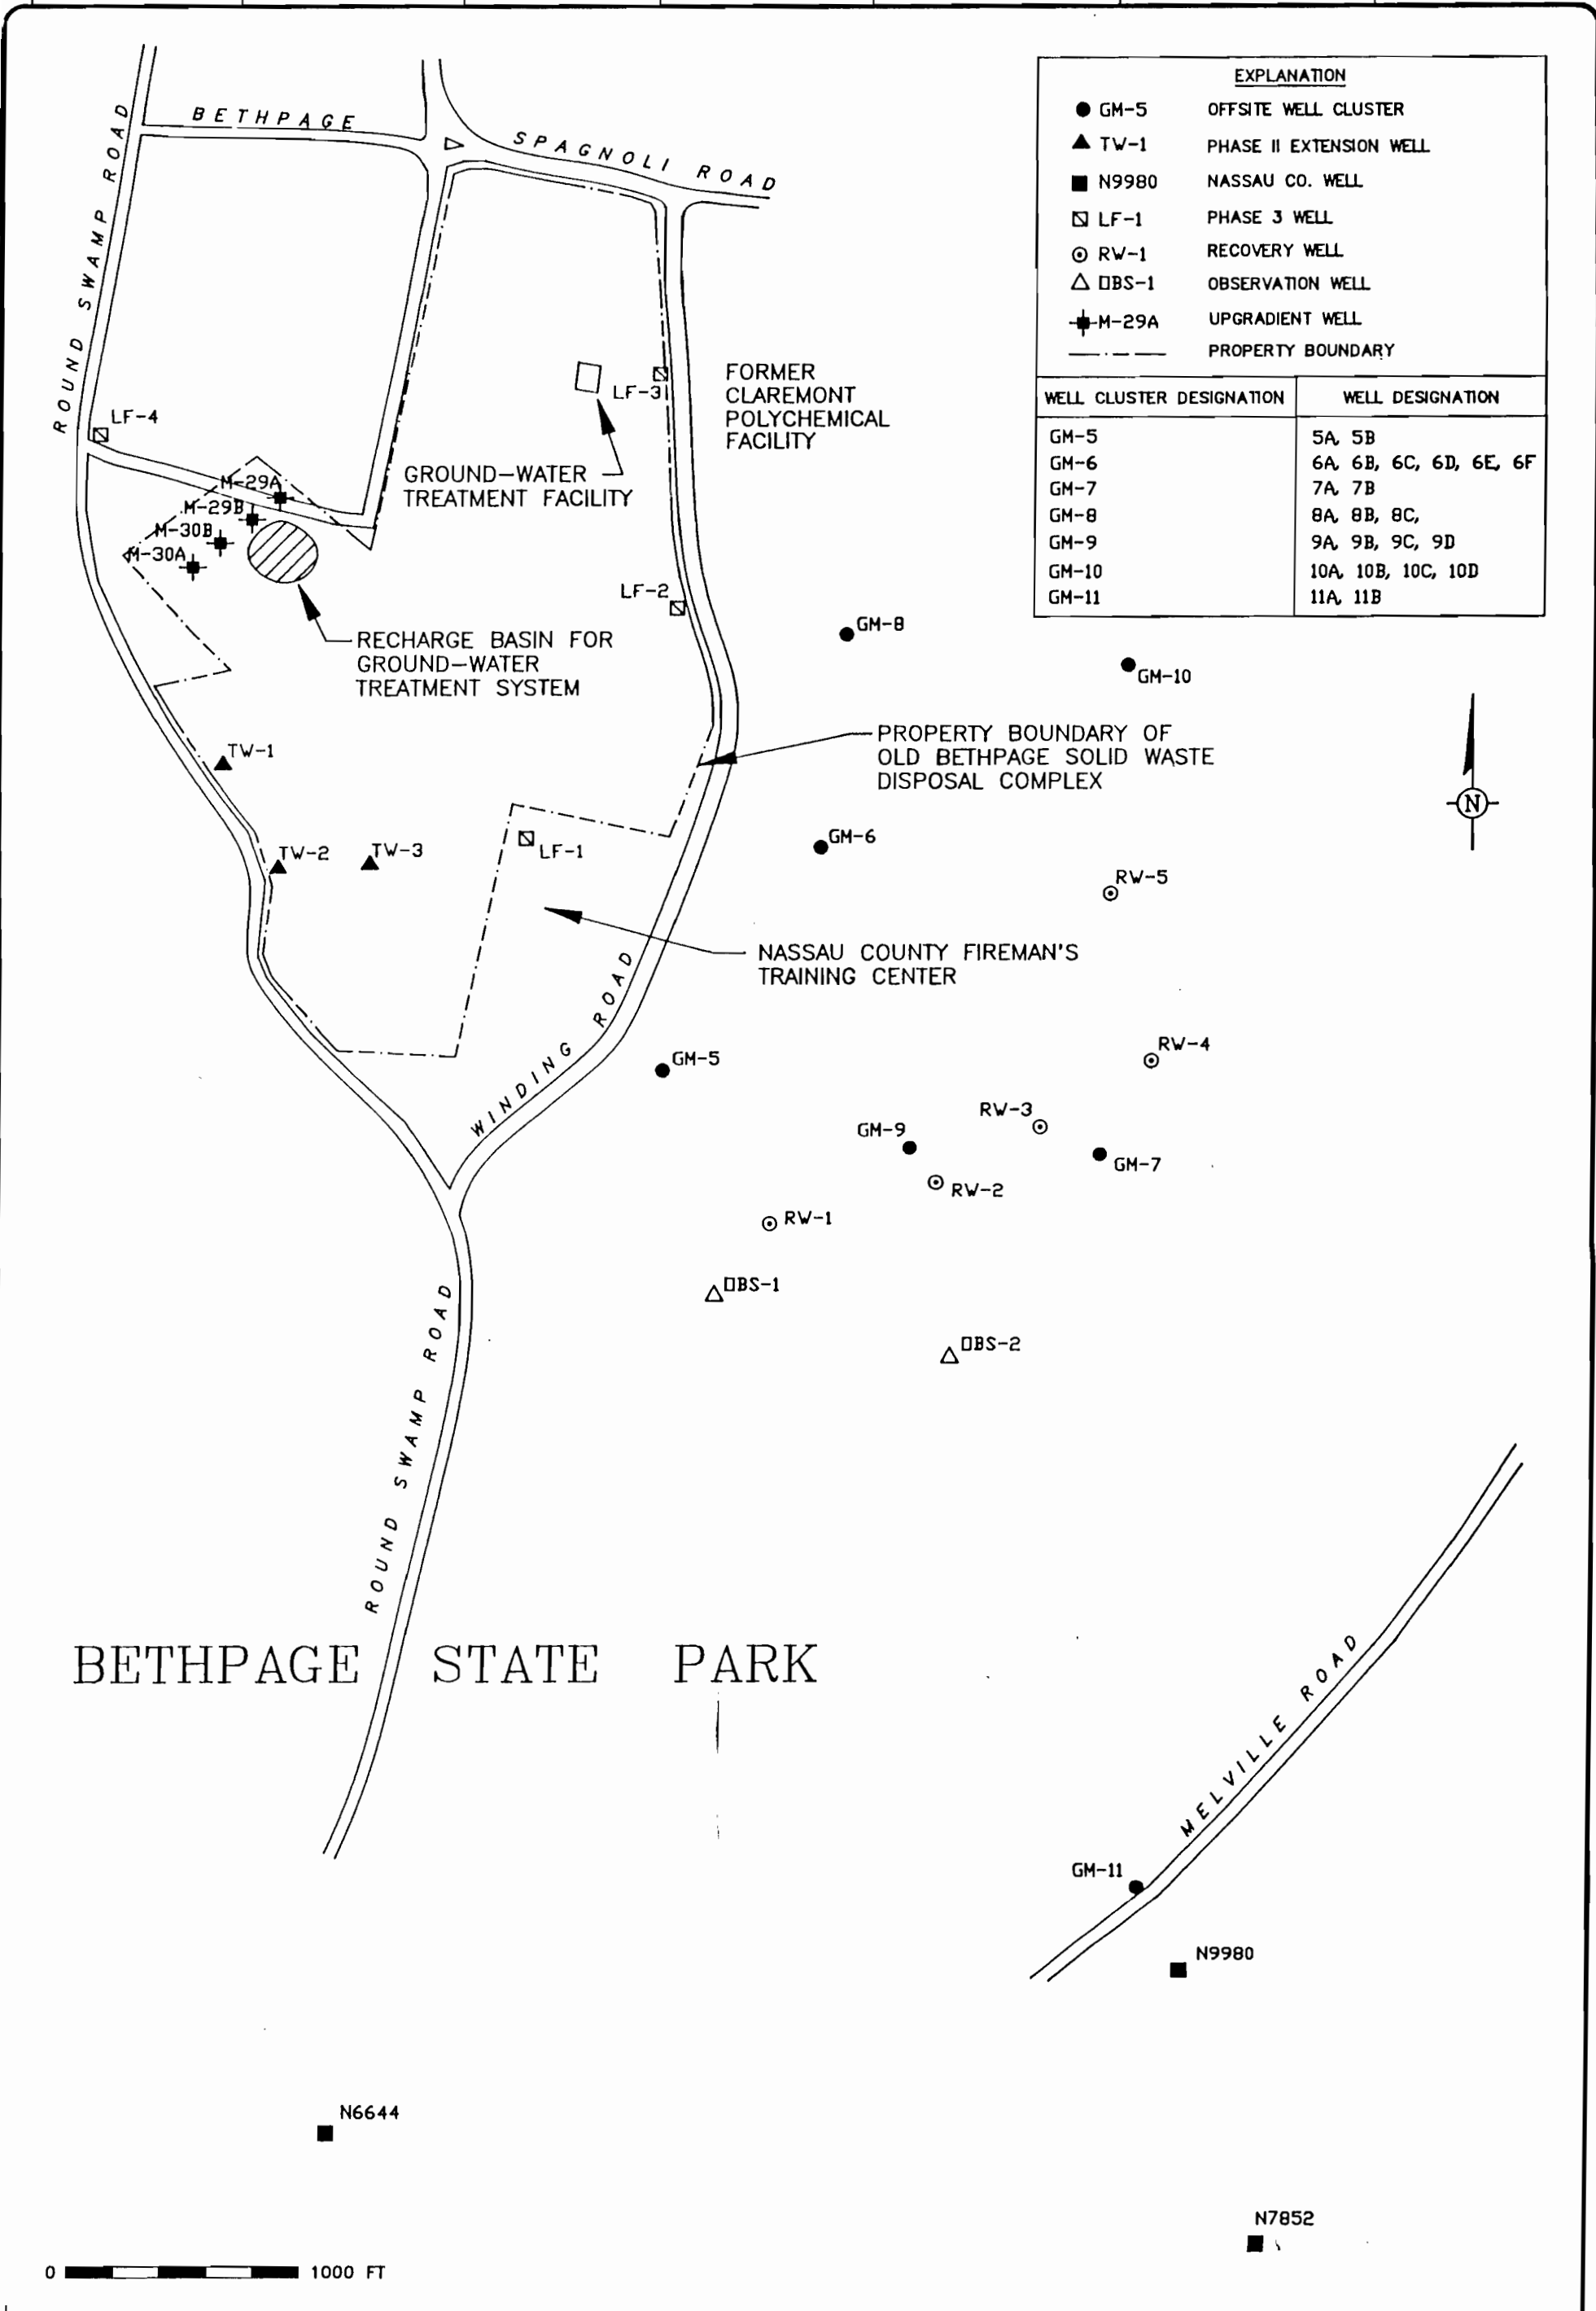 EXPLANATION
GM-5 OFFSITE WELL CLUSTER
TW-1 PHASE II EXTENSION WELL
N9980 NASSAU CO. WELL
LF-1 PHASE 3 WELL
RW-1 RECOVERY WELL
OBS-1 OBSERVATION WELL
M-29A UPGRADIENT WELL
PROPERTY BOUNDARY
WELL CLUSTER DESIGNATION WELL DESIGNATION
GM-5 5A, 5B
GM-6 6A, 6B, 6C, 6D, 6E, 6F
GM-7 7A, 7B
GM-8 8A, 8B, 8C,
GM-9 9A, 9B, 9C, 9D
GM-10 10A, 10B, 10C, 10D
GM-11 11A, 11B
BETHPAGE
SPAGNOLI ROAD
ROUND SWAMP ROAD
LF-3
FORMER
CLAREMONT
POLYCHEMICAL
FACILITY
LF-4
GROUND-WATER
TREATMENT FACILITY
M-29A
M-29B
M-30B
M-30A
LF-2
GM-8
RECHARGE BASIN FOR
GROUND-WATER
TREATMENT SYSTEM
GM-10
PROPERTY BOUNDARY OF
OLD BETHPAGE SOLID WASTE
DISPOSAL COMPLEX
TW-1
N
TW-2
TW-3
LF-1
GM-6
RW-5
NASSAU COUNTY FIREMAN'S
TRAINING CENTER
WINDING ROAD
GM-5
RW-4
RW-3
GM-9
GM-7
RW-2
RW-1
OBS-1
OBS-2
ROUND SWAMP ROAD
BETHPAGE STATE PARK
MELVILLE ROAD
GM-11
N9980
N6644
N7852
0 1000 FT